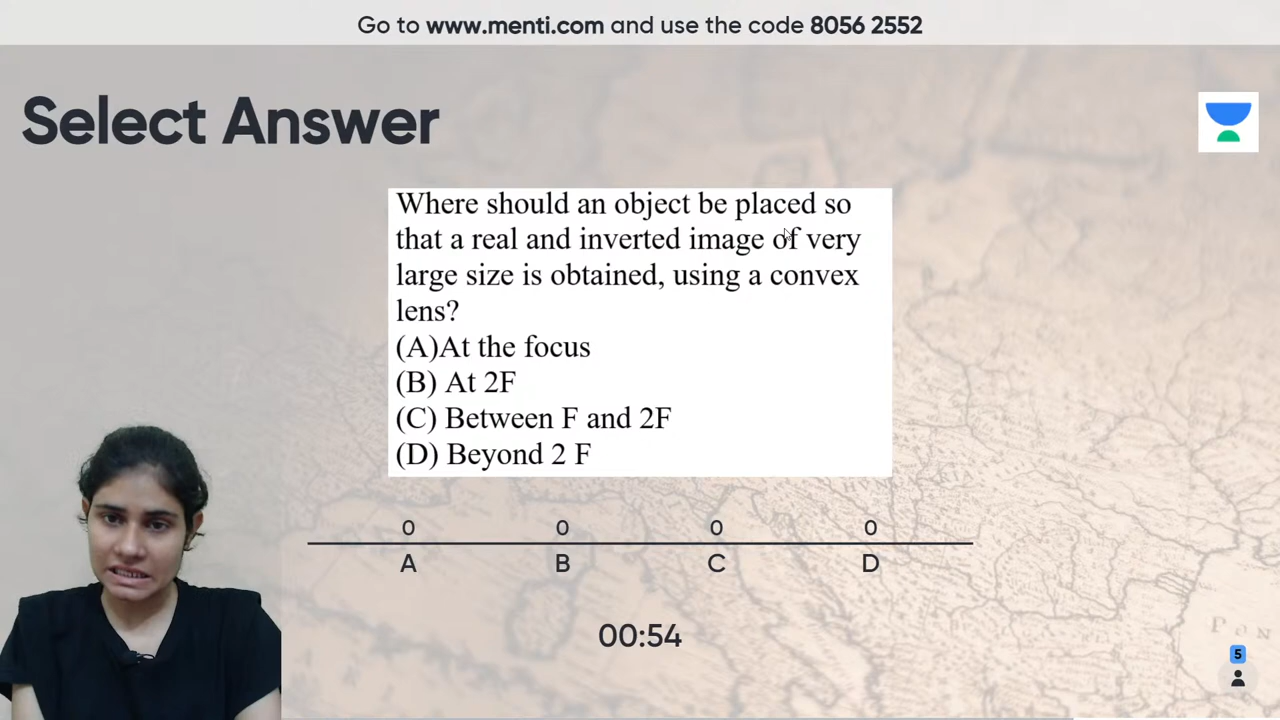 Go to www.menti.com and use the code 8056 2552
Select Answer
Where should an object be placed so
that a real and inverted image of very
large size is obtained, using a convex
lens?
(A)At the focus
(B) At 2F
(C) Between F and 2F
(D) Beyond 2 F
0 0 0 0
A B C D
00:54
PON
5